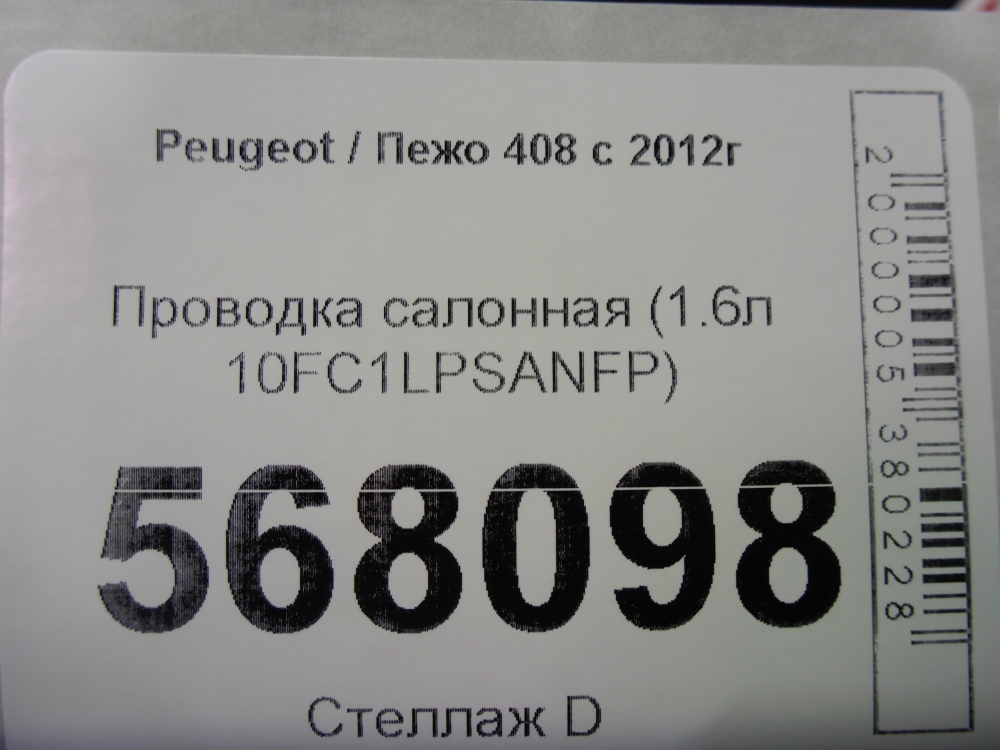 Peugeot / Пежо 408 с 2012г
Проводка салонная (1.6л
10FC1LPSANFP)
568098
Стеллаж D
2000005380228